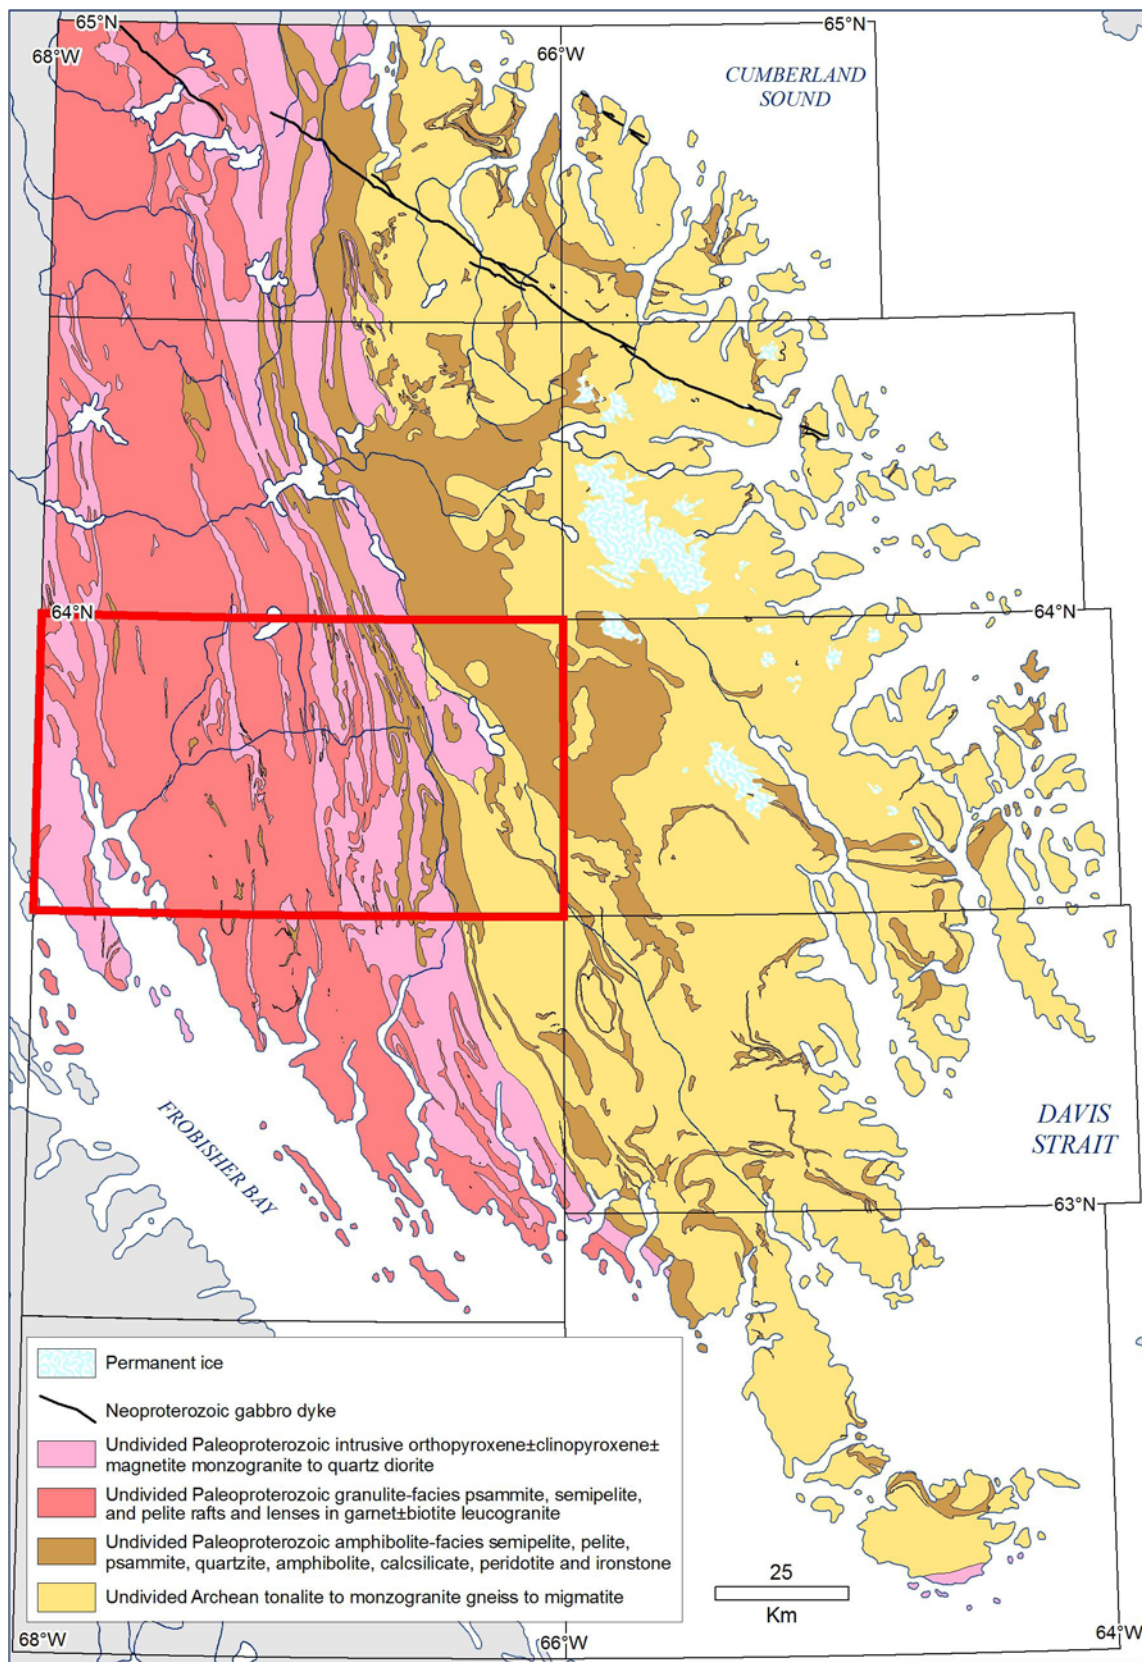 65°N
65°N
68°W
66°W
CUMBERLAND
SOUND
64°N
64°N
FROBISHER BAY
DAVIS
STRAIT
63°N
Permanent ice
Neoproterozoic gabbro dyke
Undivided Paleoproterozoic intrusive orthopyroxene±clinopyroxene±
magnetite monzogranite to quartz diorite
Undivided Paleoproterozoic granulite-facies psammite, semipelite,
and pelite rafts and lenses in garnet±biotite leucogranite
Undivided Paleoproterozoic amphibolite-facies semipelite, pelite,
psammite, quartzite, amphibolite, calcsilicate, peridotite and ironstone
Undivided Archean tonalite to monzogranite gneiss to migmatite
25
Km
68°W
66°W
64°W